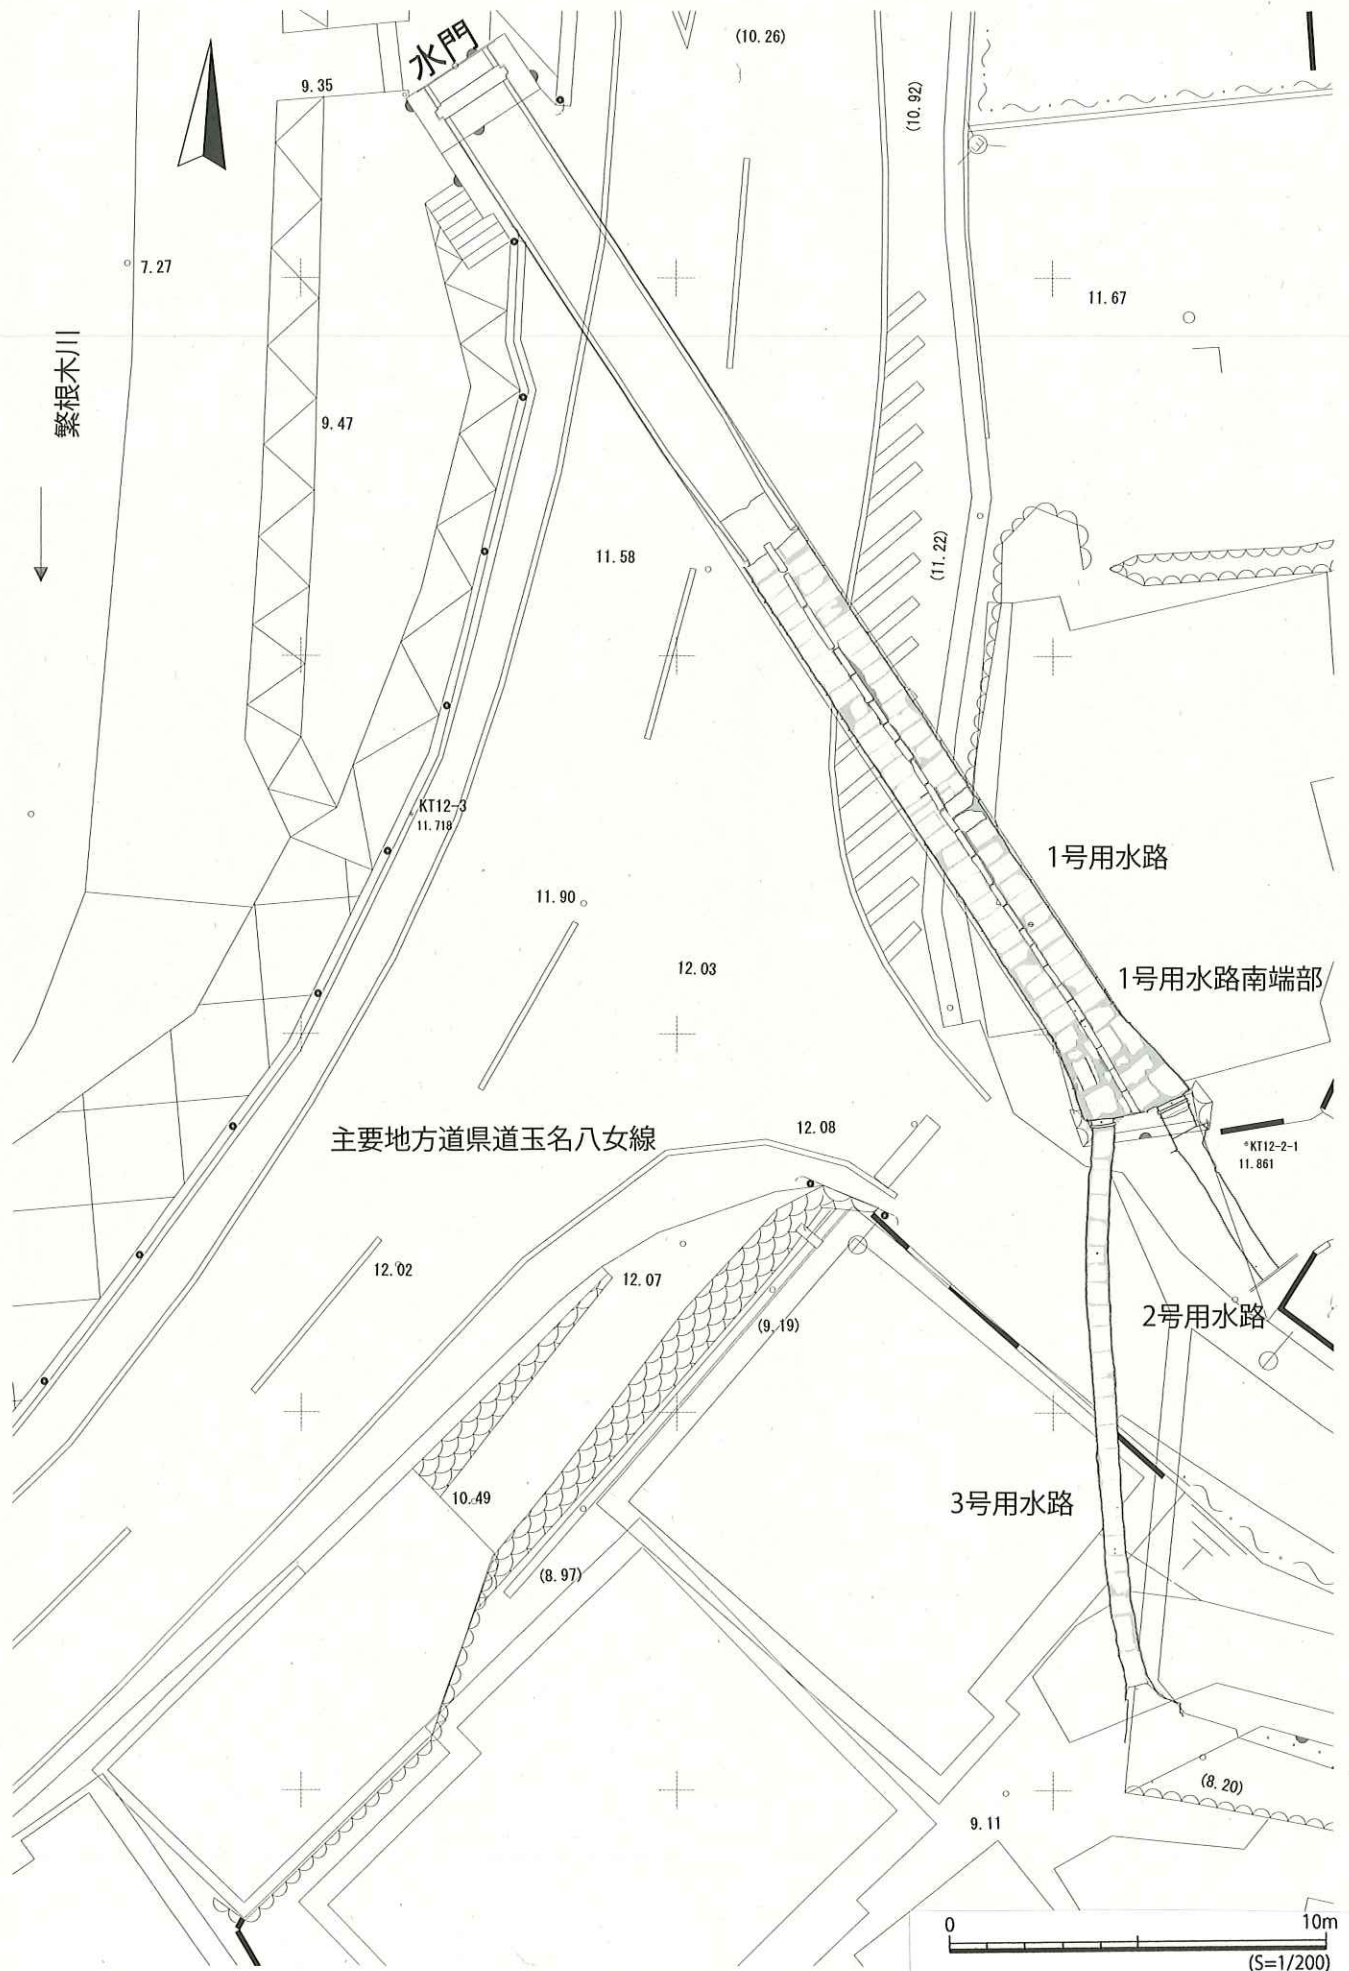 水門
(10.26)
9.35
(10.92)
7.27
11.67
繁根木川
9.47
11.58
(11.22)
KT12-3
11.718
1号用水路
11.90
12.03
1号用水路南端部
主要地方道県道玉名八女線
12.08
KT12-2-1
11.861
12.02
12.07
2号用水路
(9.19)
10.49
3号用水路
(8.97)
(8.20)
9.11
0 10m
(S=1/200)